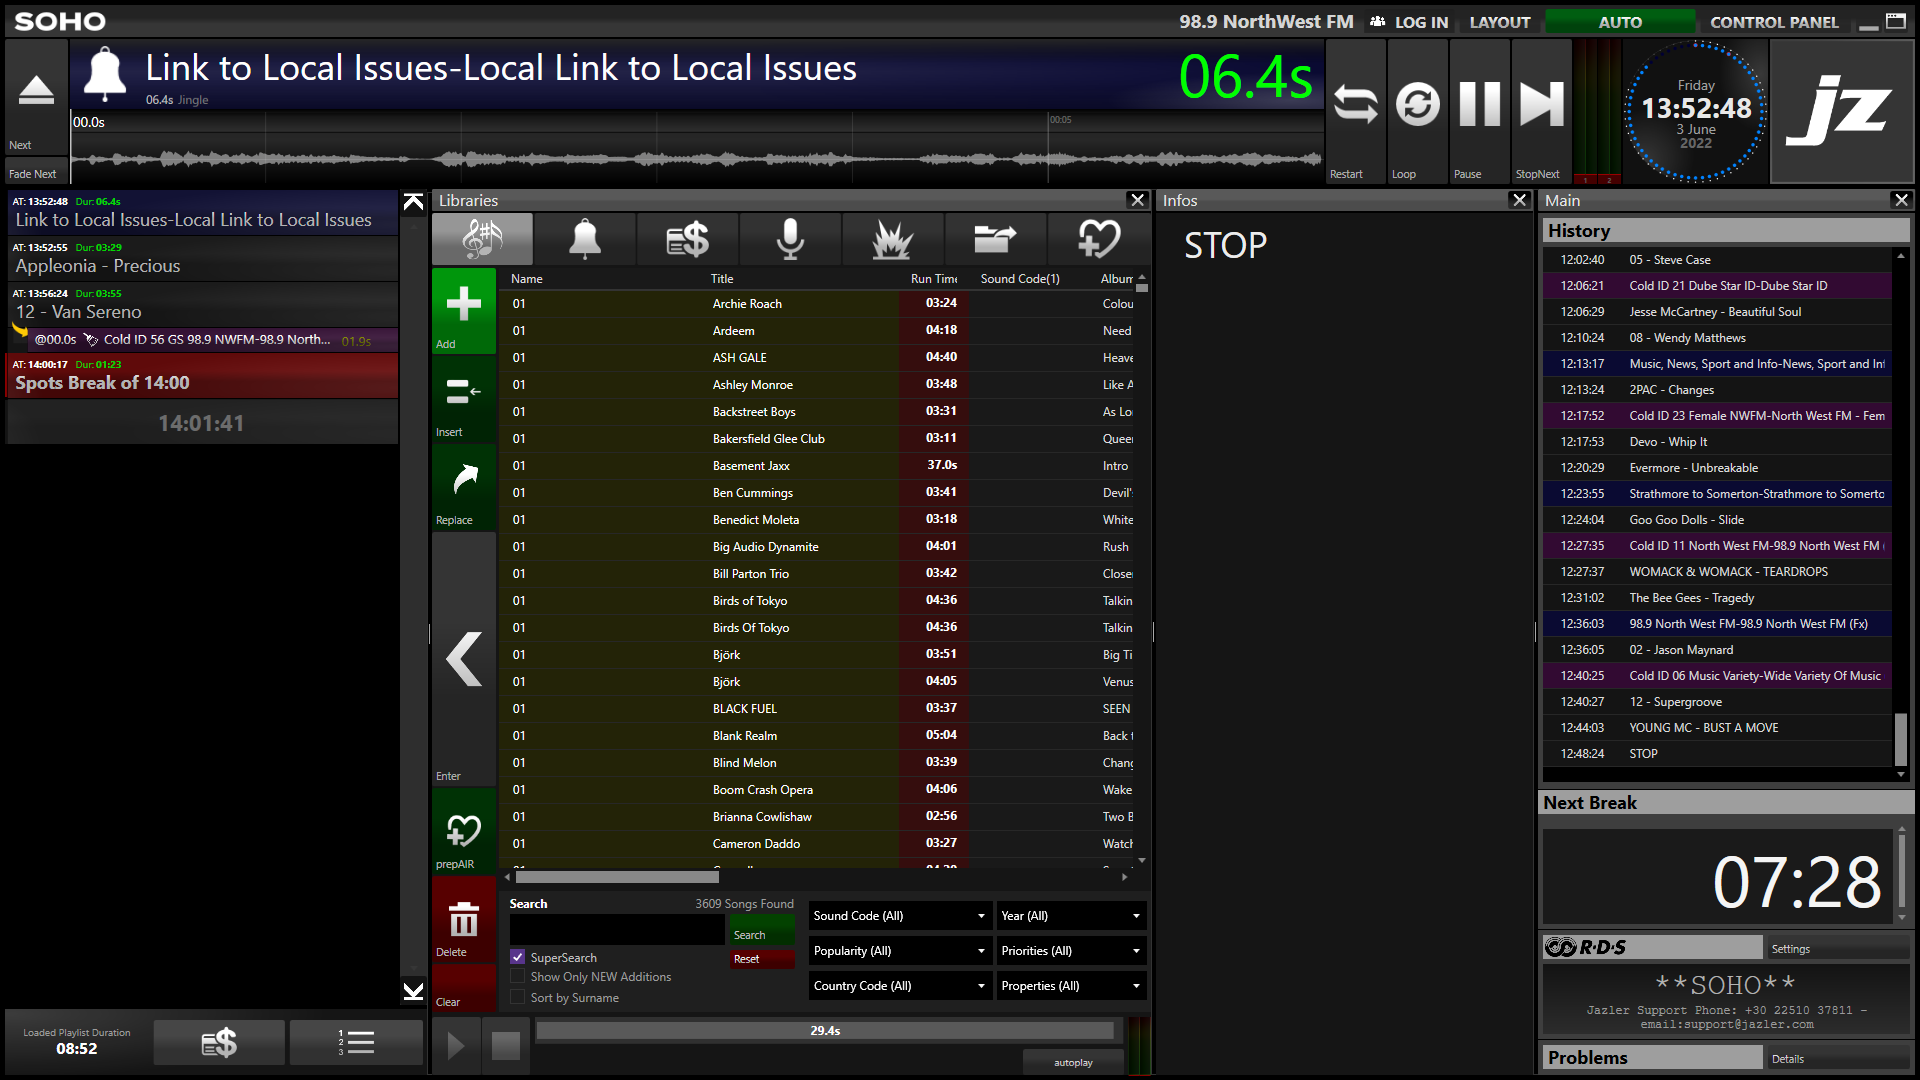 SOHO
98.9 NorthWest FM
LOG IN
LAYOUT
AUTO
CONTROL PANEL
Next
Fade Next
Link to Local Issues-Local Link to Local Issues
06.4s Jingle
06.4s
00.0s
00:05
Restart
Loop
Pause
StopNext
1 2
Friday
13:52:48
3 June
2022
jz
AT: 13:52:48 Dur: 06.4s
Link to Local Issues-Local Link to Local Issues
AT: 13:52:55 Dur: 03:29
Appleonia - Precious
AT: 13:56:24 Dur: 03:55
12 - Van Sereno
@00.0s Cold ID 56 GS 98.9 NWFM-98.9 North... 01.9s
AT: 14:00:17 Dur: 01:23
Spots Break of 14:00
14:01:41
Loaded Playlist Duration
08:52
1
2
3
Libraries
Add
Insert
Replace
Enter
prepAIR
Delete
Clear
Name Title Run Time Sound Code(1) Album
01 Archie Roach 03:24 Colou
01 Ardeem 04:18 Need
01 ASH GALE 04:40 Heave
01 Ashley Monroe 03:48 Like A
01 Backstreet Boys 03:31 As Lo
01 Bakersfield Glee Club 03:11 Queer
01 Basement Jaxx 37.0s Intro
01 Ben Cummings 03:41 Devil'
01 Benedict Moleta 03:18 White
01 Big Audio Dynamite 04:01 Rush
01 Bill Parton Trio 03:42 Close
01 Birds of Tokyo 04:36 Talkin
01 Birds Of Tokyo 04:36 Talkin
01 Björk 03:51 Big Ti
01 Björk 04:05 Venus
01 BLACK FUEL 03:37 SEEN
01 Blank Realm 05:04 Back t
01 Blind Melon 03:39 Chang
01 Boom Crash Opera 04:06 Wake
01 Brianna Cowlishaw 02:56 Two B
01 Cameron Daddo 03:27 Watch
Search
3609 Songs Found
Search
Reset
SuperSearch
Show Only NEW Additions
Sort by Surname
Sound Code (All)
Year (All)
Popularity (All)
Priorities (All)
Country Code (All)
Properties (All)
29.4s
autoplay
Infos
STOP
Main
History
12:02:40 05 - Steve Case
12:06:21 Cold ID 21 Dube Star ID-Dube Star ID
12:06:29 Jesse McCartney - Beautiful Soul
12:10:24 08 - Wendy Matthews
12:13:17 Music, News, Sport and Info-News, Sport and Inf
12:13:24 2PAC - Changes
12:17:52 Cold ID 23 Female NWFM-North West FM - Fem
12:17:53 Devo - Whip It
12:20:29 Evermore - Unbreakable
12:23:55 Strathmore to Somerton-Strathmore to Somerto
12:24:04 Goo Goo Dolls - Slide
12:27:35 Cold ID 11 North West FM-98.9 North West FM (
12:27:37 WOMACK & WOMACK - TEARDROPS
12:31:02 The Bee Gees - Tragedy
12:36:03 98.9 North West FM-98.9 North West FM (Fx)
12:36:05 02 - Jason Maynard
12:40:25 Cold ID 06 Music Variety-Wide Variety Of Music
12:40:27 12 - Supergroove
12:44:03 YOUNG MC - BUST A MOVE
12:48:24 STOP
Next Break
07:28
R·D·S
Settings
**SOHO**
Jazler Support Phone: +30 22510 37811 -
email:support@jazler.com
Problems
Details